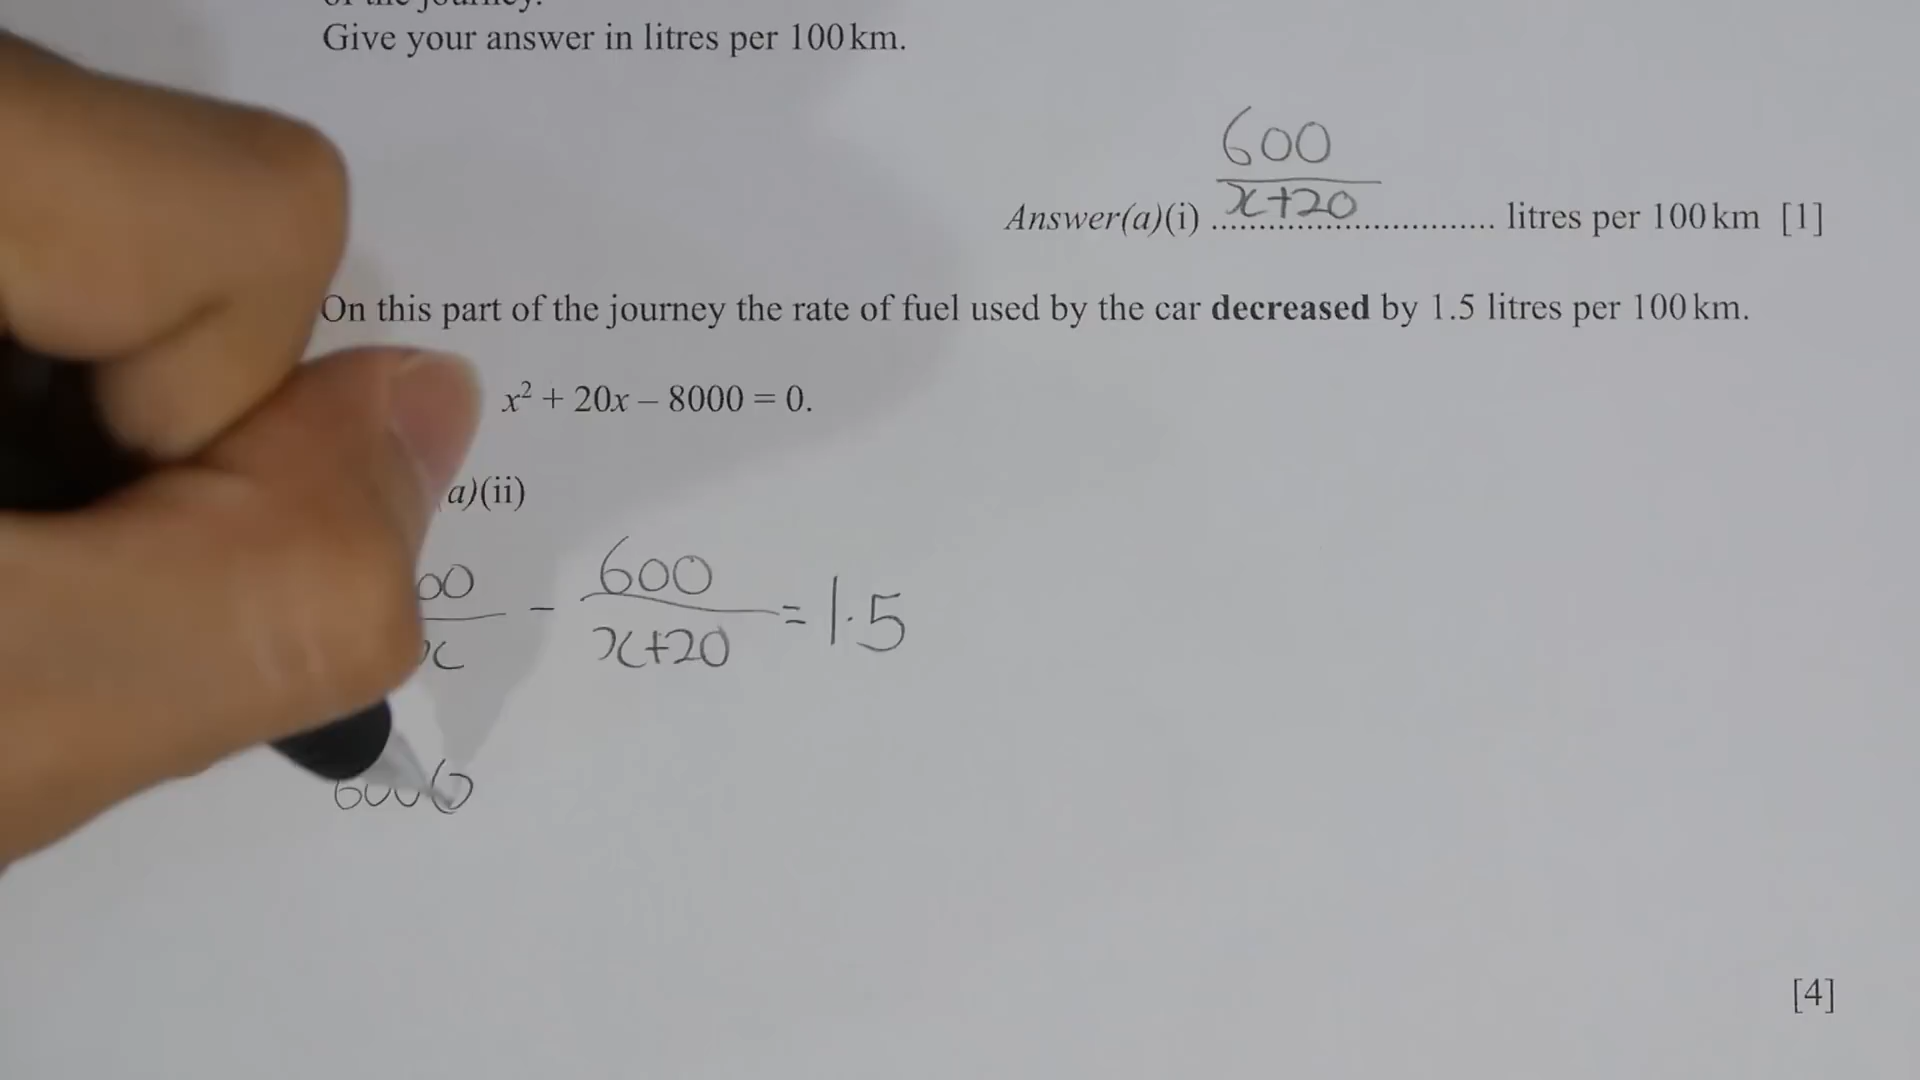 Give your answer in litres per 100 km.
600
x+20
Answer(a)(i) ............................ litres per 100 km [1]
On this part of the journey the rate of fuel used by the car decreased by 1.5 litres per 100 km.
x² + 20x – 8000 = 0.
a)(ii)
00/x - 600/x+20 = 1.5
600
[4]